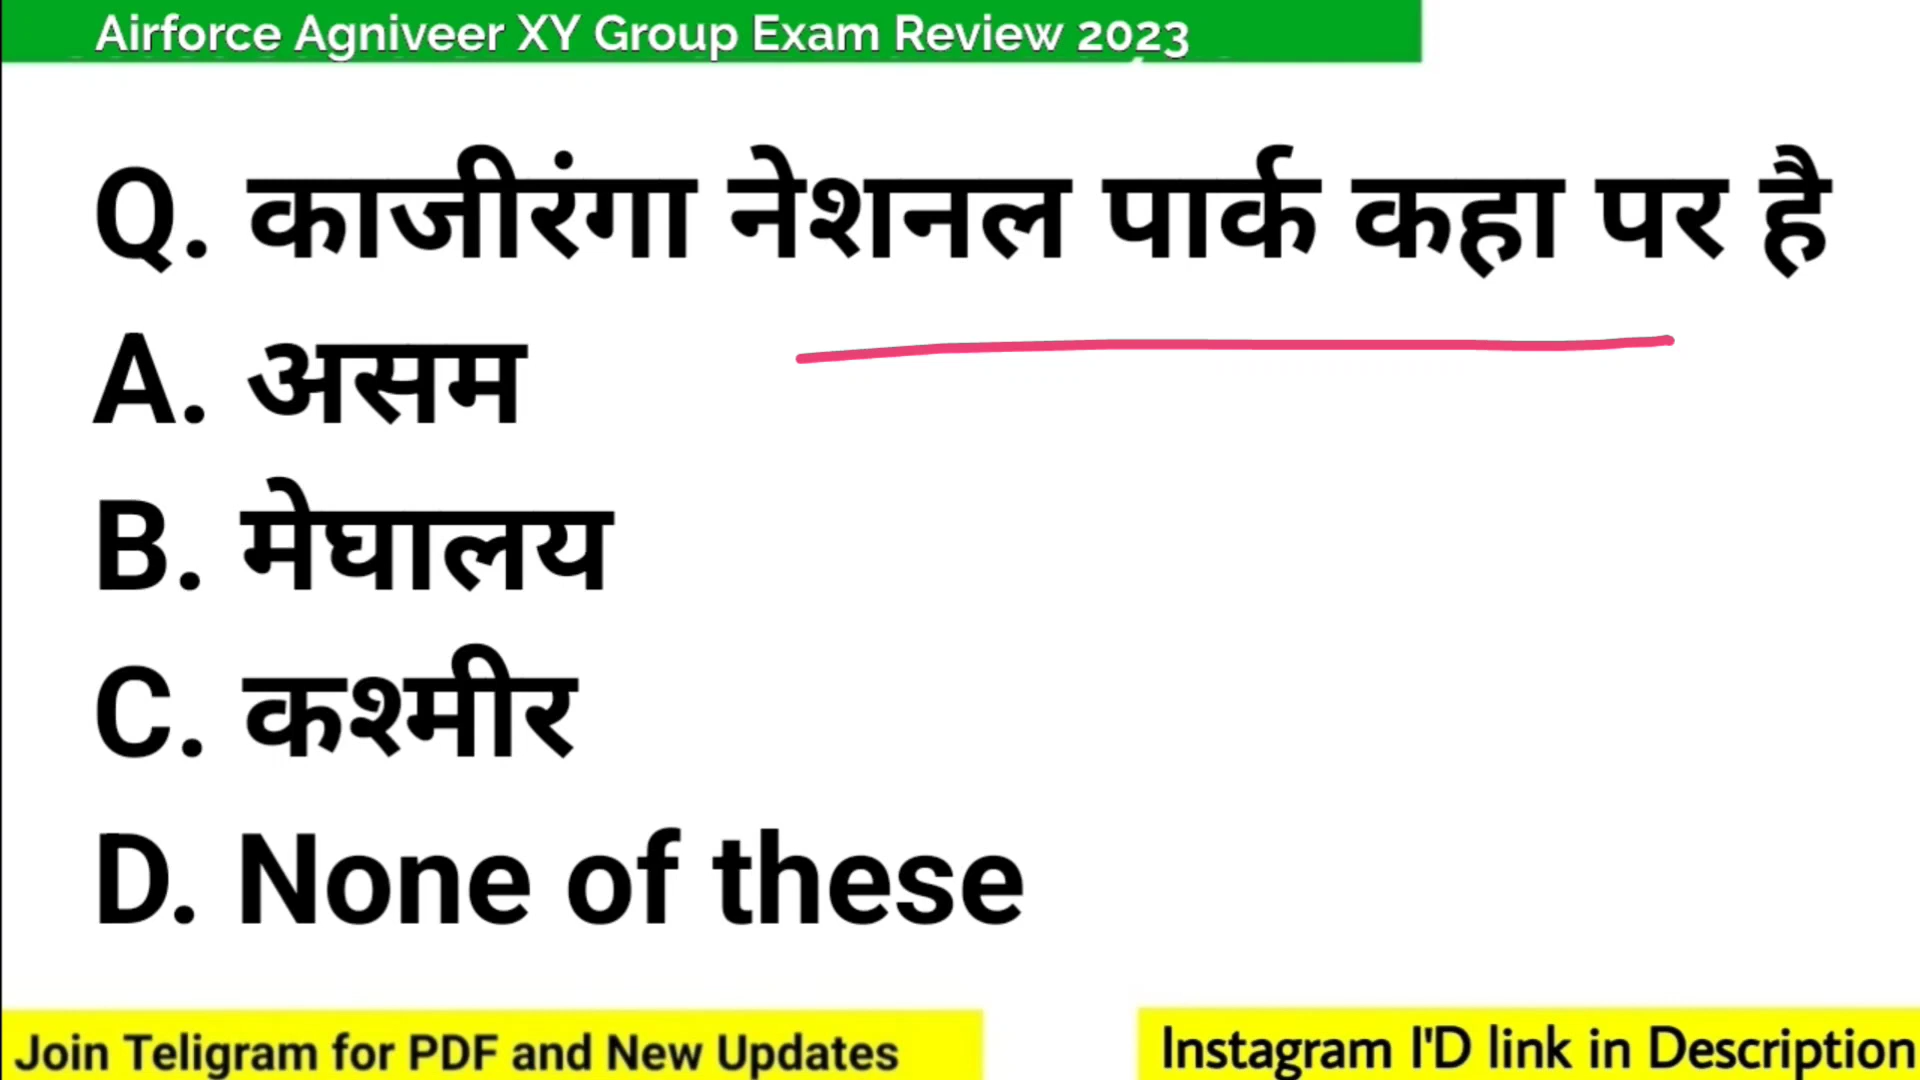 Airforce Agniveer XY Group Exam Review 2023
Q. काजीरंगा नेशनल पार्क कहा पर है
A. असम
B. मेघालय
C. कश्मीर
D. None of these
Join Teligram for PDF and New Updates
Instagram I'D link in Description